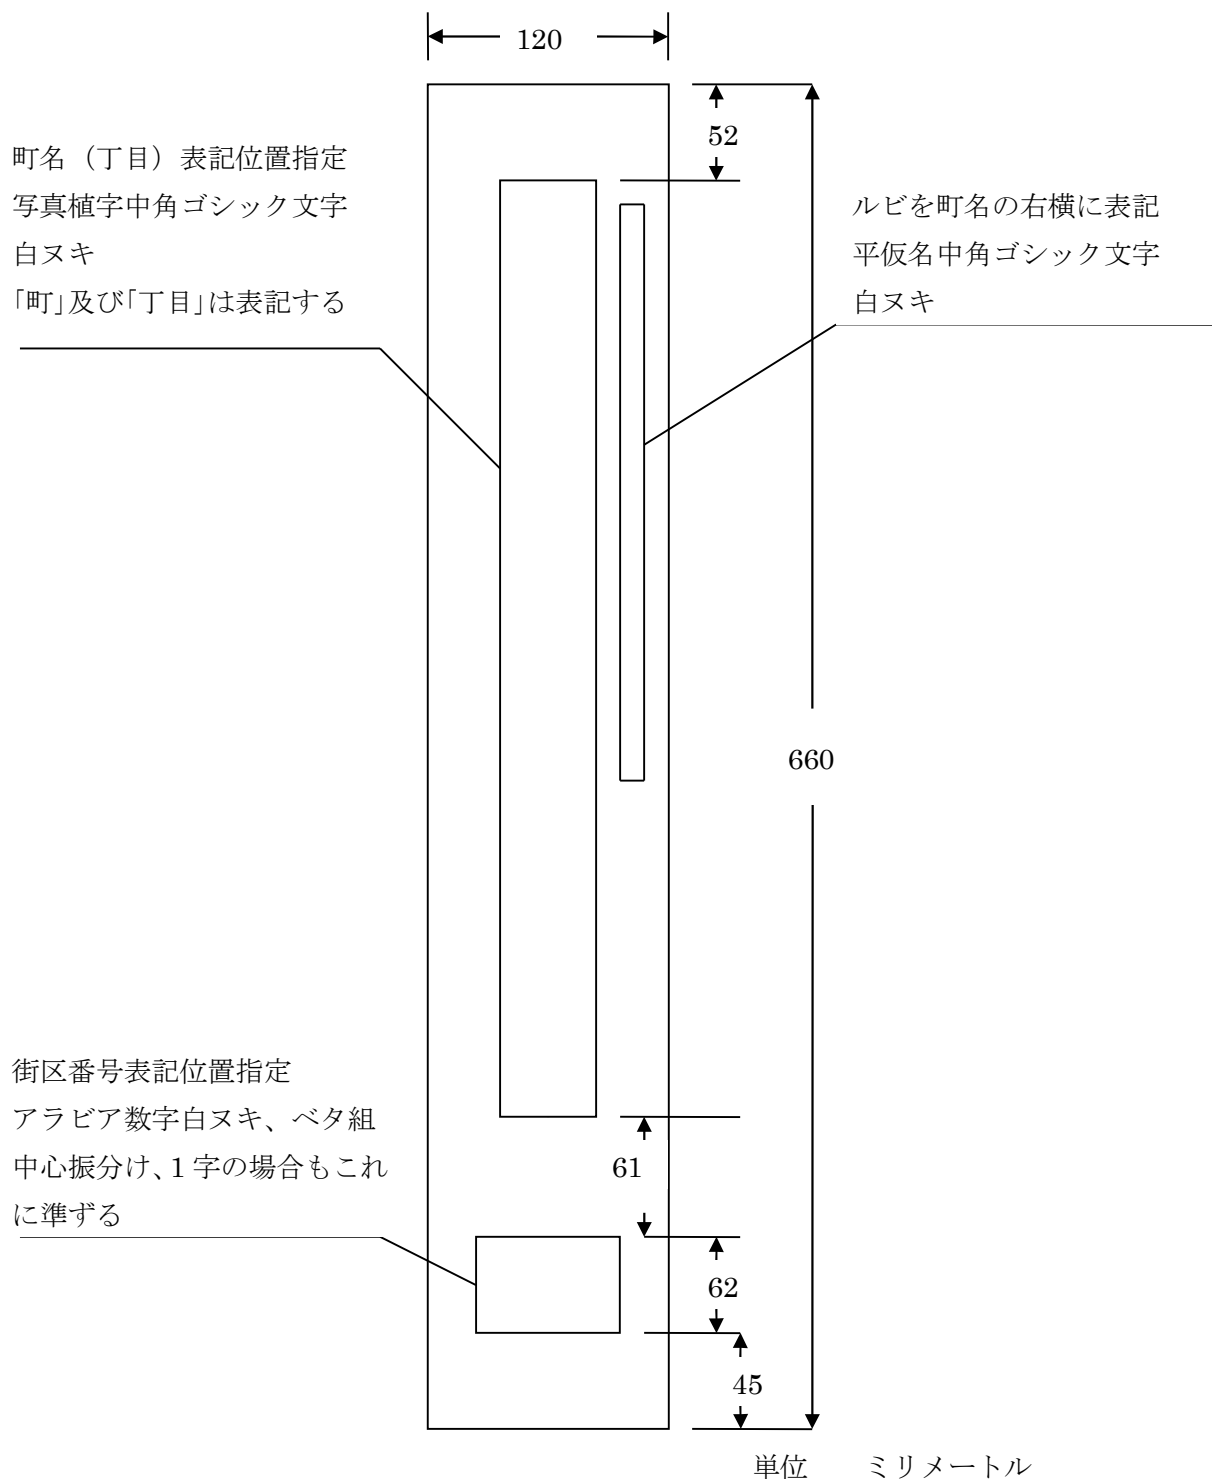 120
52
町名（丁目）表記位置指定
写真植字中角ゴシック文字
白ヌキ
｢町｣及び｢丁目｣は表記する
ルビを町名の右横に表記
平仮名中角ゴシック文字
白ヌキ
660
街区番号表記位置指定
アラビア数字白ヌキ、ベタ組
中心振分け、1字の場合もこれ
に準ずる
61
62
45
単位　ミリメートル